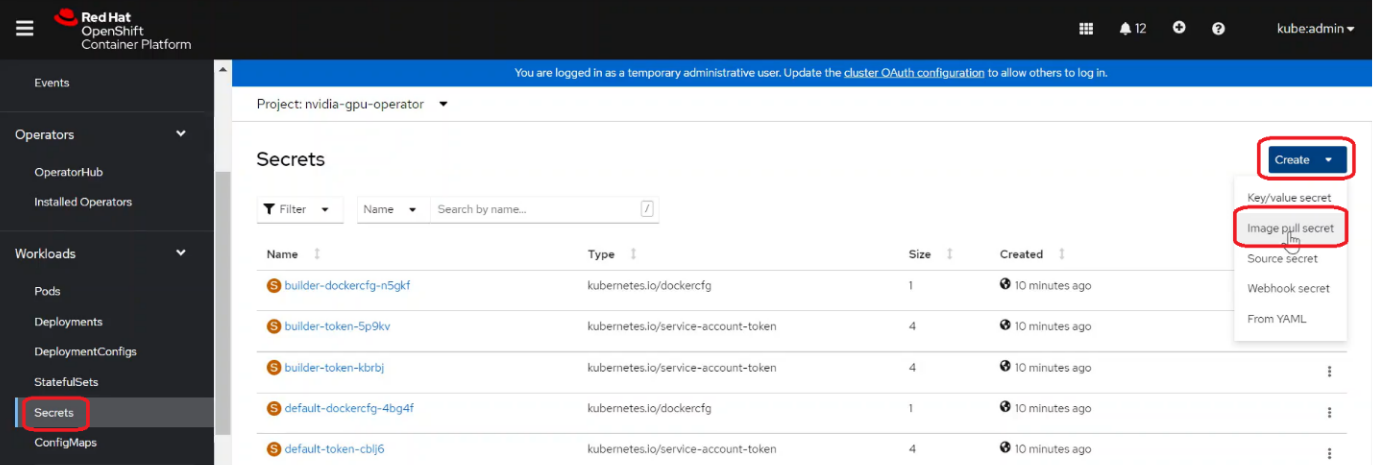 Red Hat
OpenShift
Container Platform
12
kube:admin
You are logged in as a temporary administrative user. Update the cluster OAuth configuration to allow others to log in.
Events
Operators
OperatorHub
Installed Operators
Workloads
Pods
Deployments
DeploymentConfigs
StatefulSets
Secrets
ConfigMaps
Project: nvidia-gpu-operator
Secrets
Create
Key/value secret
Image pull secret
Source secret
Webhook secret
From YAML
Filter Name Search by name... /
Name Type Size Created
S builder-dockercfg-n5gkf kubernetes.io/dockercfg 1 10 minutes ago
S builder-token-5p9kv kubernetes.io/service-account-token 4 10 minutes ago
S builder-token-kbrbj kubernetes.io/service-account-token 4 10 minutes ago
S default-dockercfg-4bg4f kubernetes.io/dockercfg 1 10 minutes ago
S default-token-cblj6 kubernetes.io/service-account-token 4 10 minutes ago